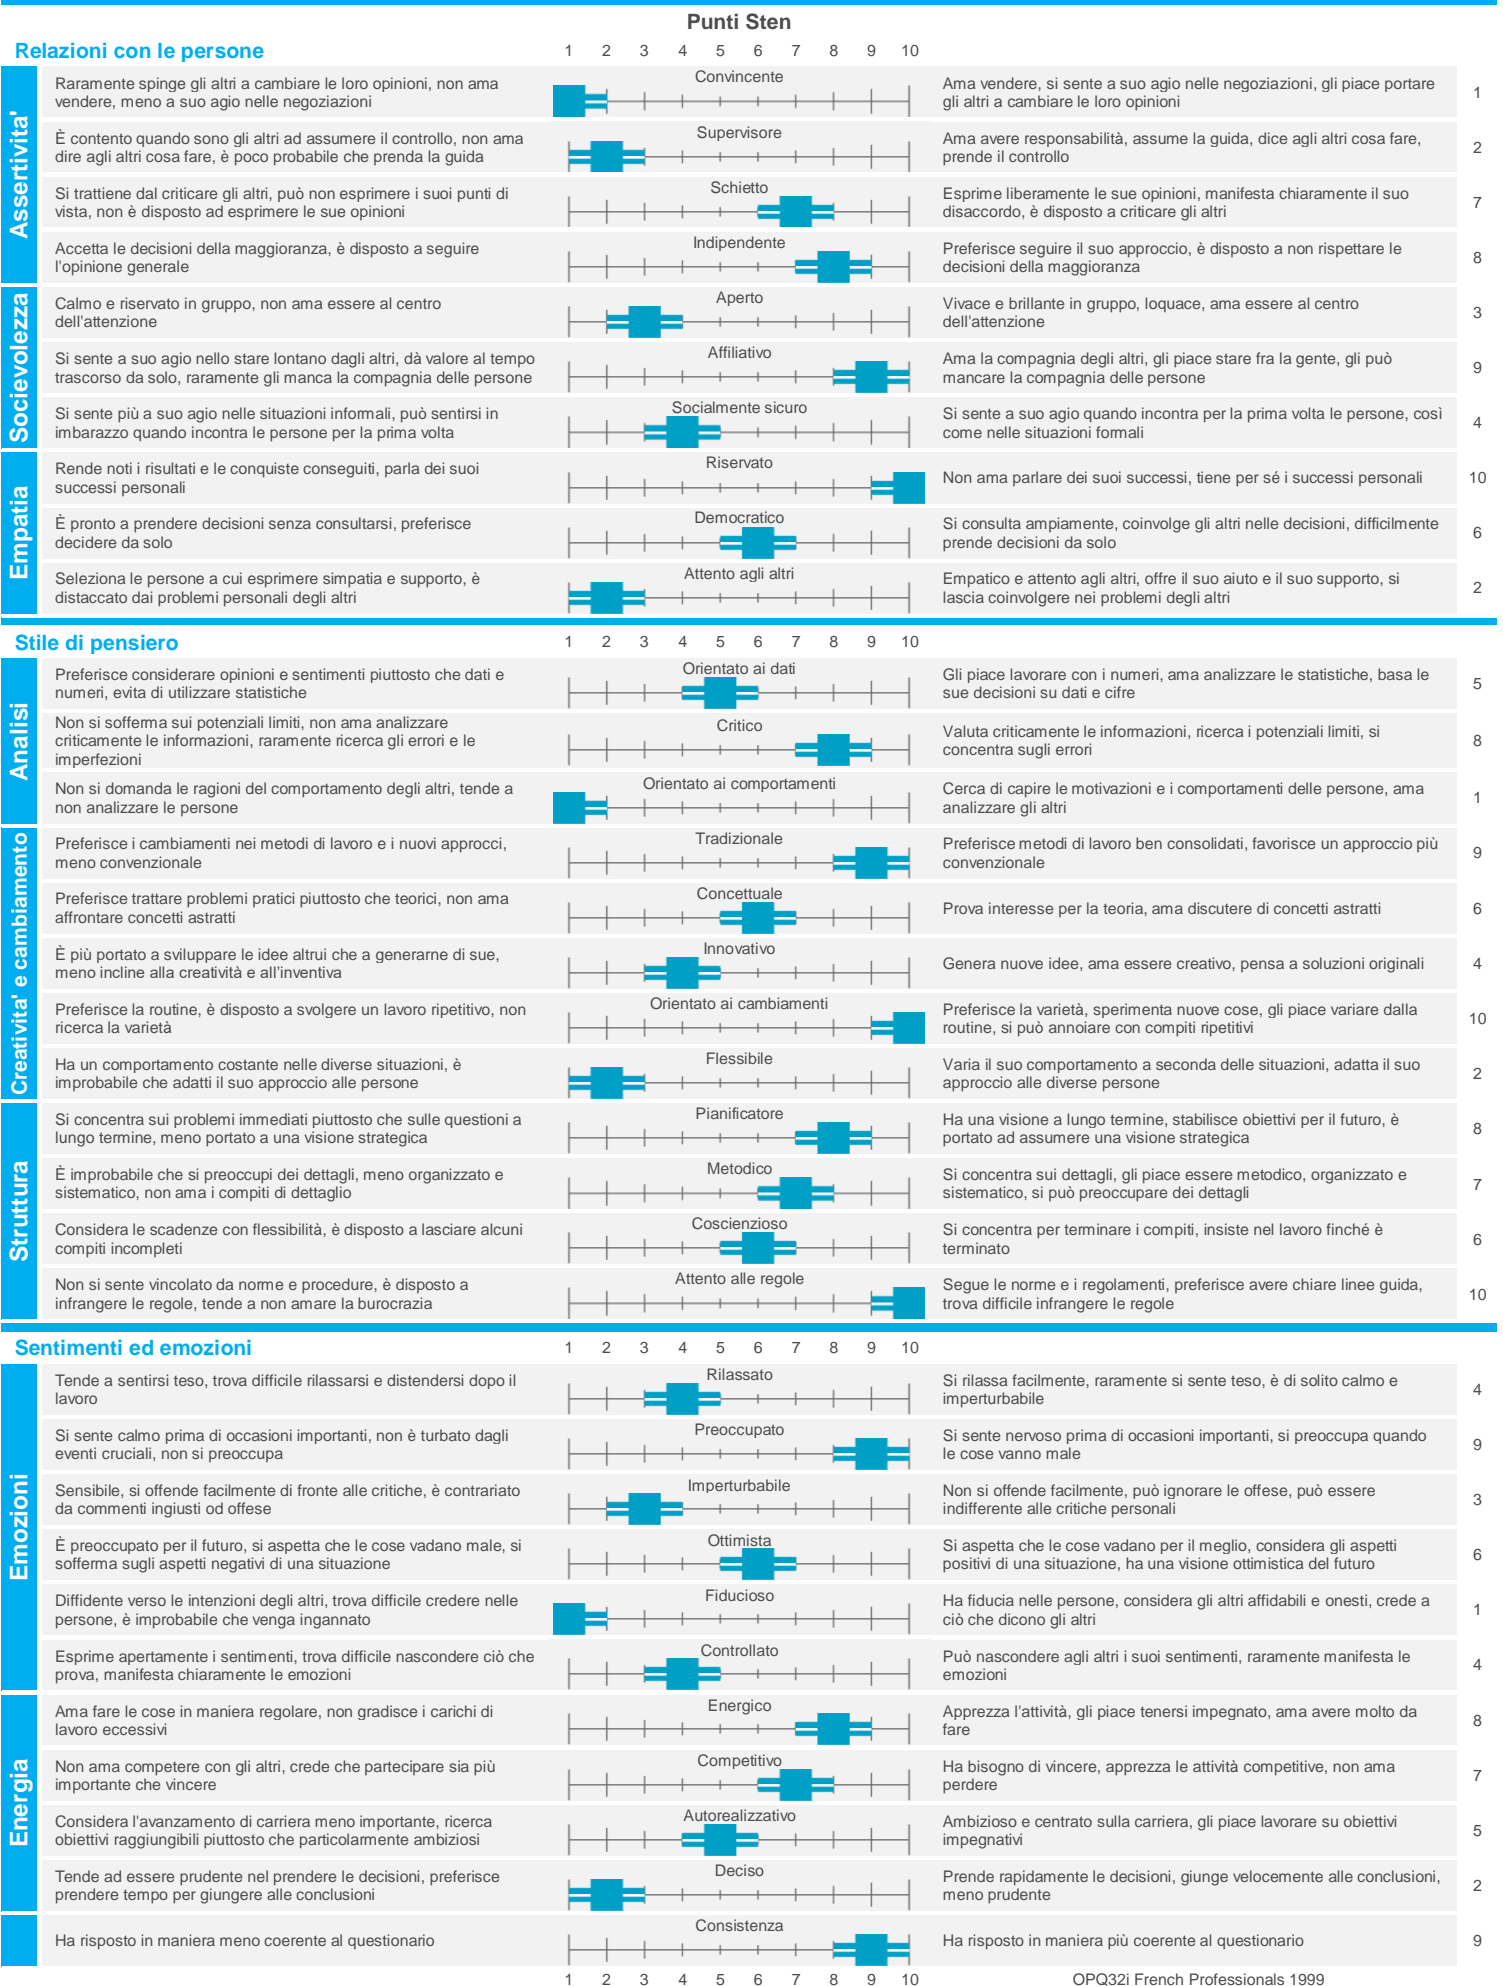 Punti Sten
Relazioni con le persone
1 2 3 4 5 6 7 8 9 10
Assertivita'
Raramente spinge gli altri a cambiare le loro opinioni, non ama
vendere, meno a suo agio nelle negoziazioni
Convincente
Ama vendere, si sente a suo agio nelle negoziazioni, gli piace portare
gli altri a cambiare le loro opinioni
1
È contento quando sono gli altri ad assumere il controllo, non ama
dire agli altri cosa fare, è poco probabile che prenda la guida
Supervisore
Ama avere responsabilità, assume la guida, dice agli altri cosa fare,
prende il controllo
2
Si trattiene dal criticare gli altri, può non esprimere i suoi punti di
vista, non è disposto ad esprimere le sue opinioni
Schietto
Esprime liberamente le sue opinioni, manifesta chiaramente il suo
disaccordo, è disposto a criticare gli altri
7
Accetta le decisioni della maggioranza, è disposto a seguire
l'opinione generale
Indipendente
Preferisce seguire il suo approccio, è disposto a non rispettare le
decisioni della maggioranza
8
Socievolezza
Calmo e riservato in gruppo, non ama essere al centro
dell'attenzione
Aperto
Vivace e brillante in gruppo, loquace, ama essere al centro
dell'attenzione
3
Si sente a suo agio nello stare lontano dagli altri, dà valore al tempo
trascorso da solo, raramente gli manca la compagnia delle persone
Affiliativo
Ama la compagnia degli altri, gli piace stare fra la gente, gli può
mancare la compagnia delle persone
9
Si sente più a suo agio nelle situazioni informali, può sentirsi in
imbarazzo quando incontra le persone per la prima volta
Socialmente sicuro
Si sente a suo agio quando incontra per la prima volta le persone, così
come nelle situazioni formali
4
Empatia
Rende noti i risultati e le conquiste conseguiti, parla dei suoi
successi personali
Riservato
Non ama parlare dei suoi successi, tiene per sé i successi personali
10
È pronto a prendere decisioni senza consultarsi, preferisce
decidere da solo
Democratico
Si consulta ampiamente, coinvolge gli altri nelle decisioni, difficilmente
prende decisioni da solo
6
Seleziona le persone a cui esprimere simpatia e supporto, è
distaccato dai problemi personali degli altri
Attento agli altri
Empatico e attento agli altri, offre il suo aiuto e il suo supporto, si
lascia coinvolgere nei problemi degli altri
2
Stile di pensiero
1 2 3 4 5 6 7 8 9 10
Analisi
Preferisce considerare opinioni e sentimenti piuttosto che dati e
numeri, evita di utilizzare statistiche
Orientato ai dati
Gli piace lavorare con i numeri, ama analizzare le statistiche, basa le
sue decisioni su dati e cifre
5
Non si sofferma sui potenziali limiti, non ama analizzare
criticamente le informazioni, raramente ricerca gli errori e le
imperfezioni
Critico
Valuta criticamente le informazioni, ricerca i potenziali limiti, si
concentra sugli errori
8
Non si domanda le ragioni del comportamento degli altri, tende a
non analizzare le persone
Orientato ai comportamenti
Cerca di capire le motivazioni e i comportamenti delle persone, ama
analizzare gli altri
1
Creativita' e cambiamento
Preferisce i cambiamenti nei metodi di lavoro e i nuovi approcci,
meno convenzionale
Tradizionale
Preferisce metodi di lavoro ben consolidati, favorisce un approccio più
convenzionale
9
Preferisce trattare problemi pratici piuttosto che teorici, non ama
affrontare concetti astratti
Concettuale
Prova interesse per la teoria, ama discutere di concetti astratti
6
È più portato a sviluppare le idee altrui che a generarne di sue,
meno incline alla creatività e all'inventiva
Innovativo
Genera nuove idee, ama essere creativo, pensa a soluzioni originali
4
Preferisce la routine, è disposto a svolgere un lavoro ripetitivo, non
ricerca la varietà
Orientato ai cambiamenti
Preferisce la varietà, sperimenta nuove cose, gli piace variare dalla
routine, si può annoiare con compiti ripetitivi
10
Ha un comportamento costante nelle diverse situazioni, è
improbabile che adatti il suo approccio alle persone
Flessibile
Varia il suo comportamento a seconda delle situazioni, adatta il suo
approccio alle diverse persone
2
Struttura
Si concentra sui problemi immediati piuttosto che sulle questioni a
lungo termine, meno portato a una visione strategica
Pianificatore
Ha una visione a lungo termine, stabilisce obiettivi per il futuro, è
portato ad assumere una visione strategica
8
È improbabile che si preoccupi dei dettagli, meno organizzato e
sistematico, non ama i compiti di dettaglio
Metodico
Si concentra sui dettagli, gli piace essere metodico, organizzato e
sistematico, si può preoccupare dei dettagli
7
Considera le scadenze con flessibilità, è disposto a lasciare alcuni
compiti incompleti
Coscienzioso
Si concentra per terminare i compiti, insiste nel lavoro finché è
terminato
6
Non si sente vincolato da norme e procedure, è disposto a
infrangere le regole, tende a non amare la burocrazia
Attento alle regole
Segue le norme e i regolamenti, preferisce avere chiare linee guida,
trova difficile infrangere le regole
10
Sentimenti ed emozioni
1 2 3 4 5 6 7 8 9 10
Emozioni
Tende a sentirsi teso, trova difficile rilassarsi e distendersi dopo il
lavoro
Rilassato
Si rilassa facilmente, raramente si sente teso, è di solito calmo e
imperturbabile
4
Si sente calmo prima di occasioni importanti, non è turbato dagli
eventi cruciali, non si preoccupa
Preoccupato
Si sente nervoso prima di occasioni importanti, si preoccupa quando
le cose vanno male
9
Sensibile, si offende facilmente di fronte alle critiche, è contrariato
da commenti ingiusti od offese
Imperturbabile
Non si offende facilmente, può ignorare le offese, può essere
indifferente alle critiche personali
3
È preoccupato per il futuro, si aspetta che le cose vadano male, si
sofferma sugli aspetti negativi di una situazione
Ottimista
Si aspetta che le cose vadano per il meglio, considera gli aspetti
positivi di una situazione, ha una visione ottimistica del futuro
6
Diffidente verso le intenzioni degli altri, trova difficile credere nelle
persone, è improbabile che venga ingannato
Fiducioso
Ha fiducia nelle persone, considera gli altri affidabili e onesti, crede a
ciò che dicono gli altri
1
Esprime apertamente i sentimenti, trova difficile nascondere ciò che
prova, manifesta chiaramente le emozioni
Controllato
Può nascondere agli altri i suoi sentimenti, raramente manifesta le
emozioni
4
Energia
Ama fare le cose in maniera regolare, non gradisce i carichi di
lavoro eccessivi
Energico
Apprezza l'attività, gli piace tenersi impegnato, ama avere molto da
fare
8
Non ama competere con gli altri, crede che partecipare sia più
importante che vincere
Competitivo
Ha bisogno di vincere, apprezza le attività competitive, non ama
perdere
7
Considera l'avanzamento di carriera meno importante, ricerca
obiettivi raggiungibili piuttosto che particolarmente ambiziosi
Autorealizzativo
Ambizioso e centrato sulla carriera, gli piace lavorare su obiettivi
impegnativi
5
Tende ad essere prudente nel prendere le decisioni, preferisce
prendere tempo per giungere alle conclusioni
Deciso
Prende rapidamente le decisioni, giunge velocemente alle conclusioni,
meno prudente
2
Ha risposto in maniera meno coerente al questionario
Consistenza
Ha risposto in maniera più coerente al questionario
9
1 2 3 4 5 6 7 8 9 10
OPQ32i French Professionals 1999